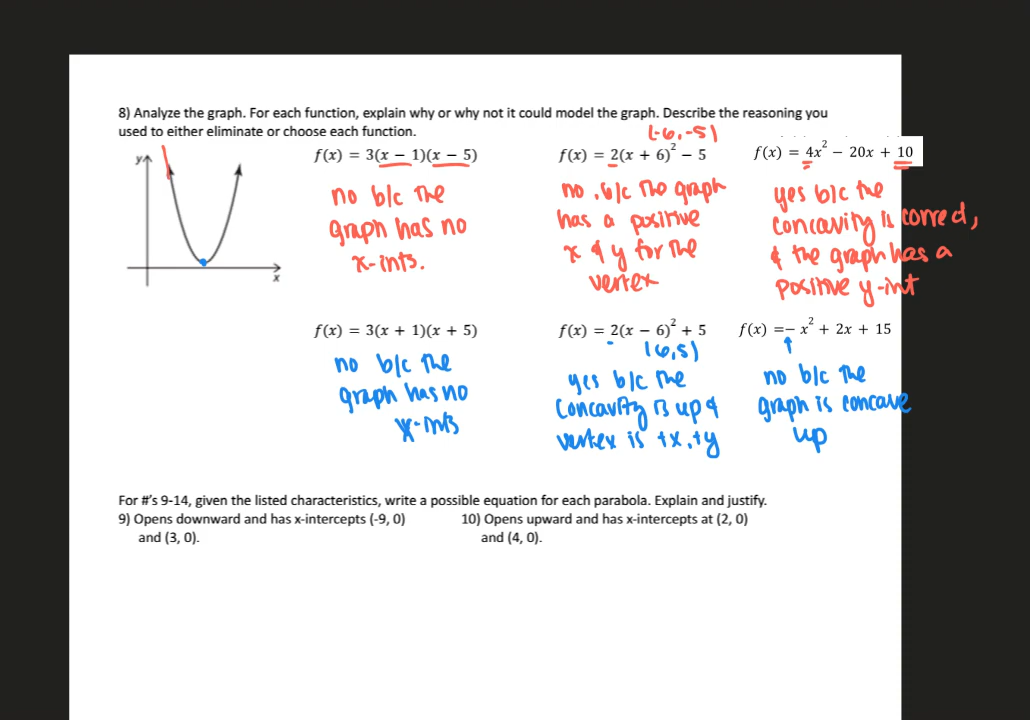 8) Analyze the graph. For each function, explain why or why not it could model the graph. Describe the reasoning you
used to either eliminate or choose each function.
y
x
f(x) = 3(x − 1)(x − 5)
no b/c the
graph has no
x-ints.
(-6,-5)
f(x) = 2(x + 6)² − 5
no, b/c the graph
has a positive
x & y for the
vertex
f(x) = 4x² − 20x + 10
yes b/c the
concavity is correct,
& the graph has a
positive y-int
f(x) = 3(x + 1)(x + 5)
no b/c the
graph has no
x-ints
f(x) = 2(x − 6)² + 5
(6,5)
yes b/c the
concavity is up &
vertex is +x,+y
f(x) =− x² + 2x + 15
no b/c the
graph is concave
up
For #'s 9-14, given the listed characteristics, write a possible equation for each parabola. Explain and justify.
9) Opens downward and has x-intercepts (-9, 0)
and (3, 0).
10) Opens upward and has x-intercepts at (2, 0)
and (4, 0).